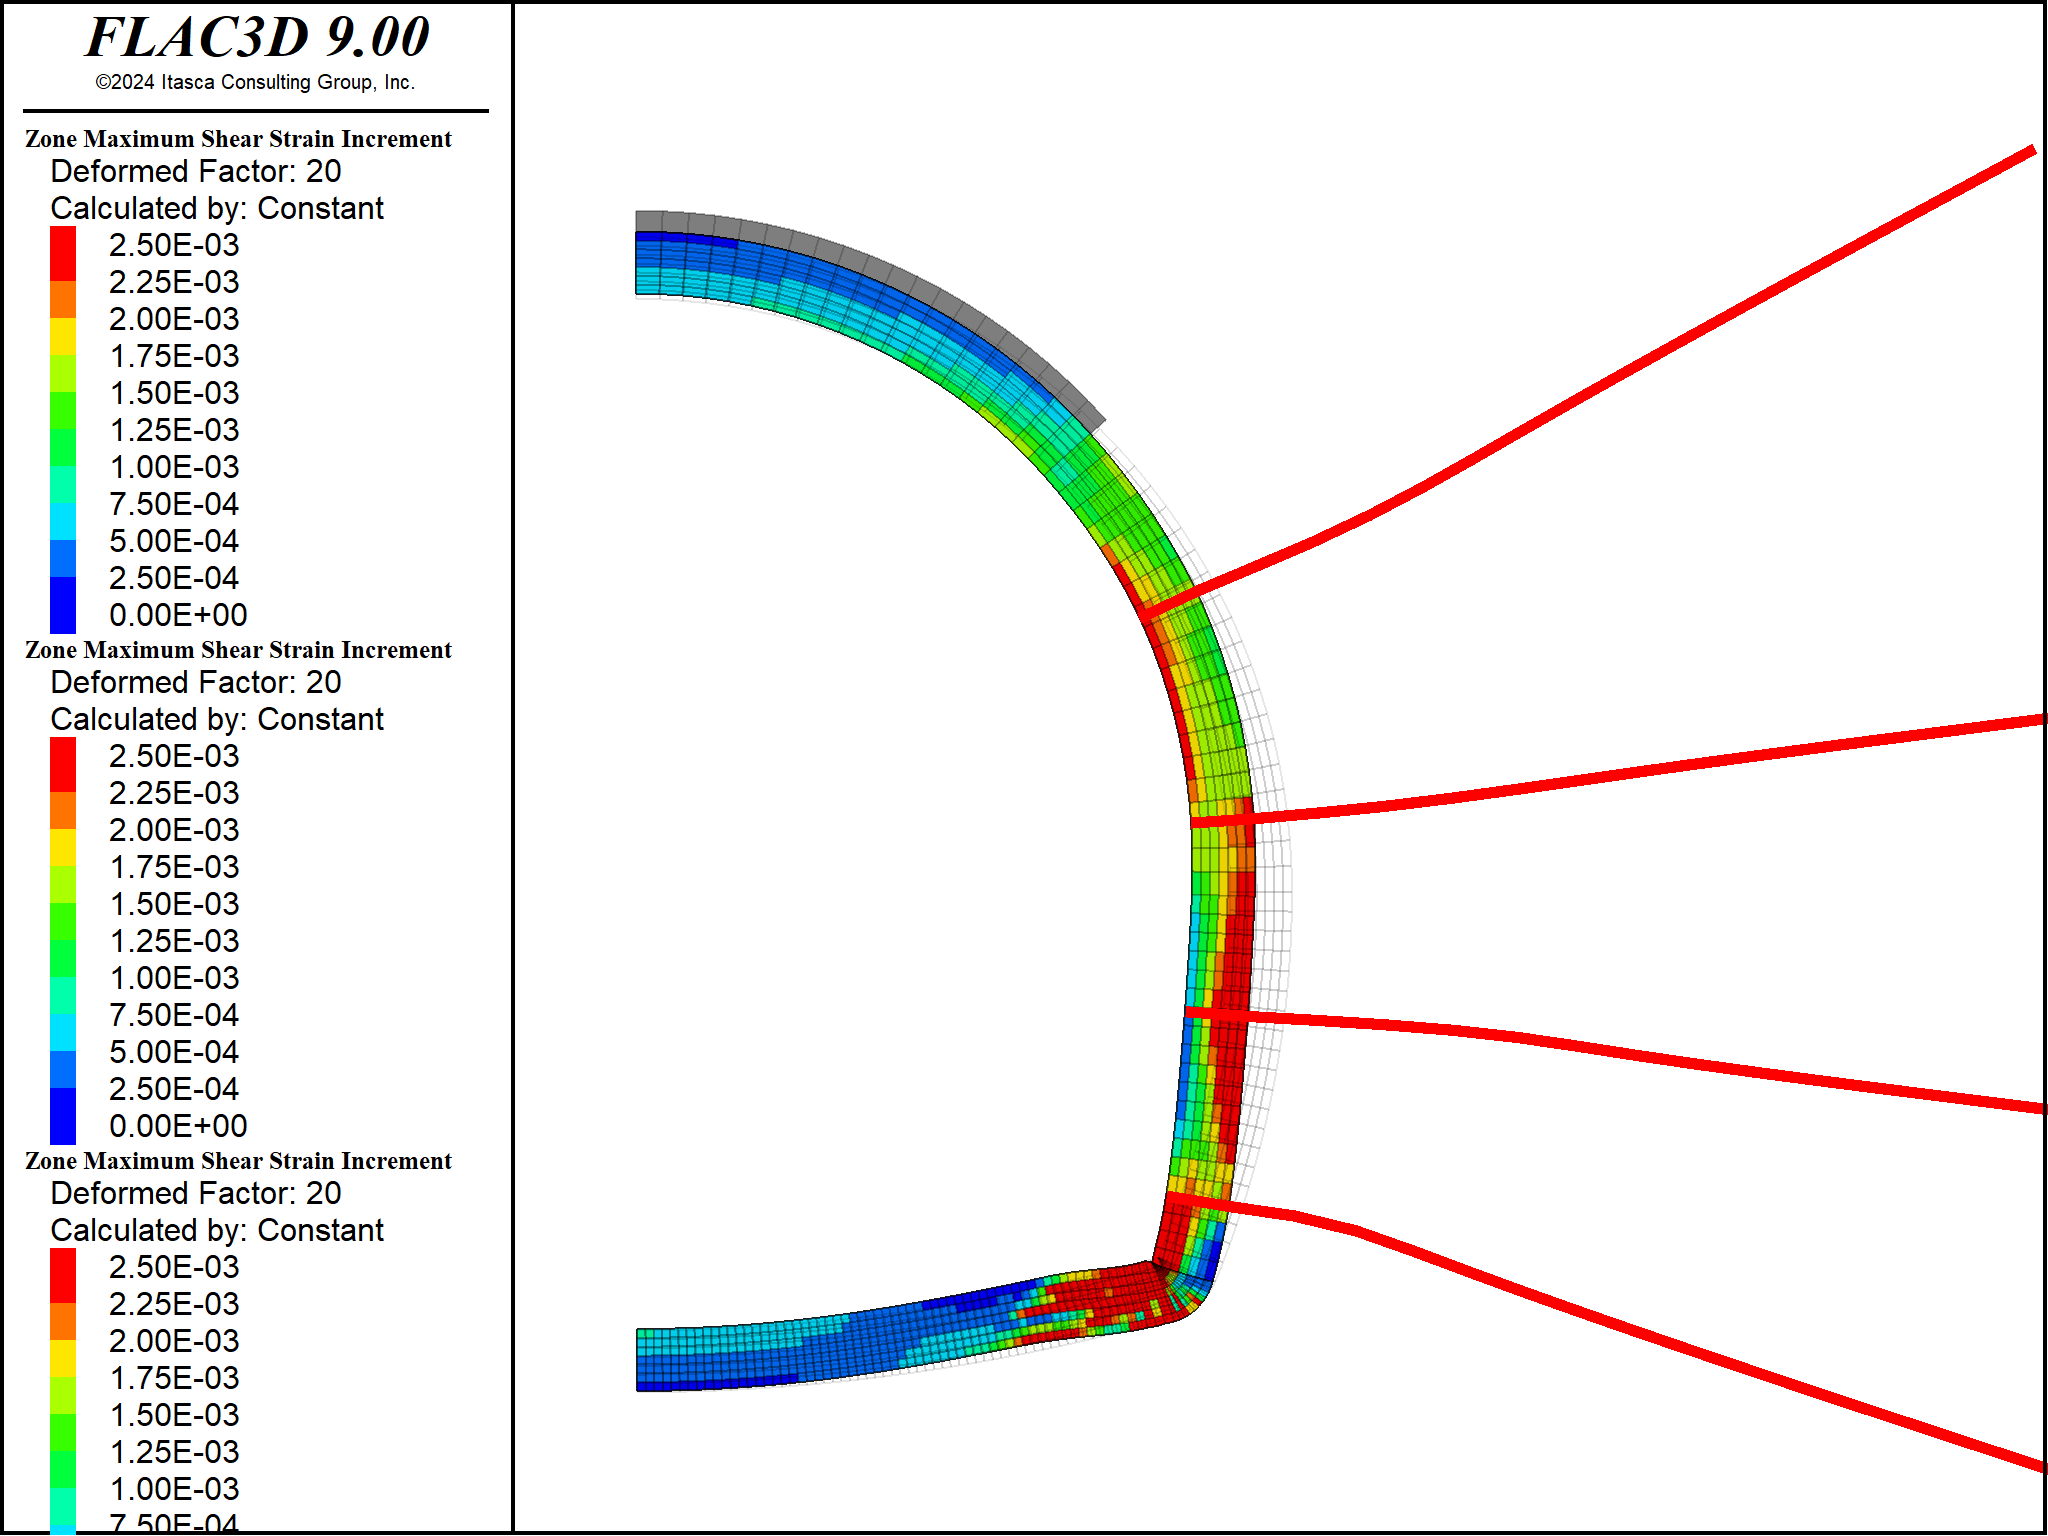 FLAC3D 9.00
©2024 Itasca Consulting Group, Inc.
Zone Maximum Shear Strain Increment
Deformed Factor: 20
Calculated by: Constant
2.50E-03
2.25E-03
2.00E-03
1.75E-03
1.50E-03
1.25E-03
1.00E-03
7.50E-04
5.00E-04
2.50E-04
0.00E+00
Zone Maximum Shear Strain Increment
Deformed Factor: 20
Calculated by: Constant
2.50E-03
2.25E-03
2.00E-03
1.75E-03
1.50E-03
1.25E-03
1.00E-03
7.50E-04
5.00E-04
2.50E-04
0.00E+00
Zone Maximum Shear Strain Increment
Deformed Factor: 20
Calculated by: Constant
2.50E-03
2.25E-03
2.00E-03
1.75E-03
1.50E-03
1.25E-03
1.00E-03
7.50E-04